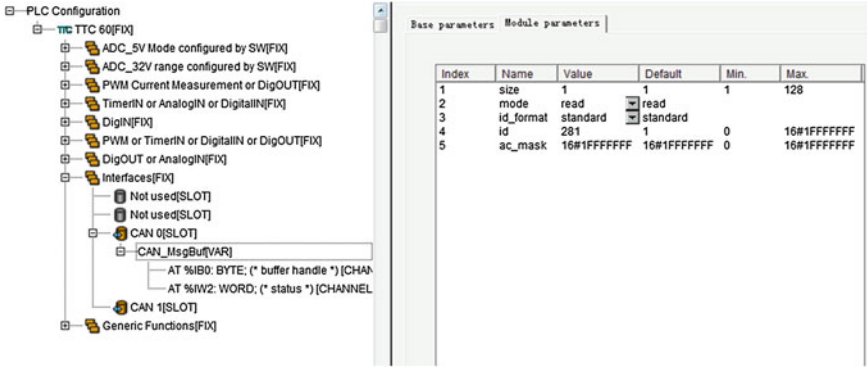 PLC Configuration
TTC TTC 60[FIX]
ADC_5V Mode configured by SW[FIX]
ADC_32V range configured by SW[FIX]
PWM Current Measurement or DigOUT[FIX]
TimerIN or AnalogIN or DigitalIN[FIX]
DigIN[FIX]
PWM or TimerIN or DigitalIN or DigOUT[FIX]
DigOUT or AnalogIN[FIX]
Interfaces[FIX]
Not used[SLOT]
Not used[SLOT]
CAN 0[SLOT]
CAN_MsgBuf[VAR]
AT %IB0: BYTE; (* buffer handle *) [CHAN
AT %IW2: WORD; (* status *) [CHANNEL
CAN 1[SLOT]
Generic Functions[FIX]
Base parameters Module parameters
Index Name Value Default Min. Max.
1 size 1 1 1 128
2 mode read read
3 id_format standard standard
4 id 281 1 0 16#1FFFFFFF
5 ac_mask 16#1FFFFFFF 16#1FFFFFFF 0 16#1FFFFFFF